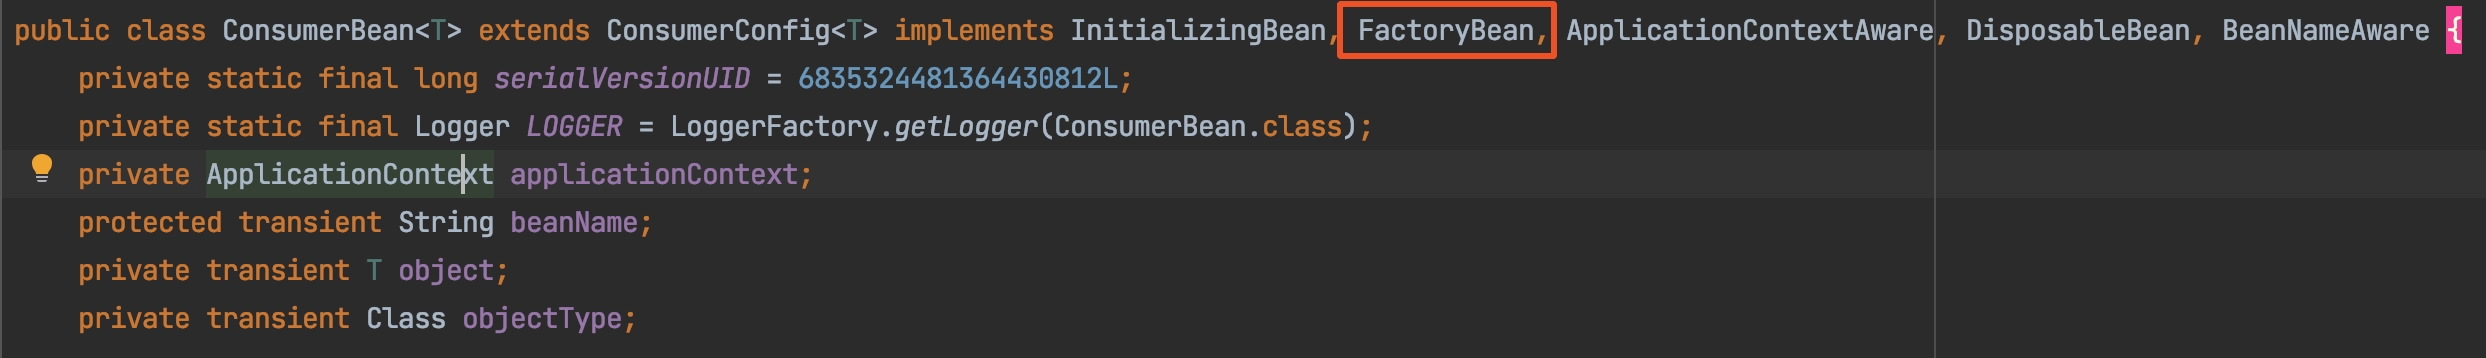 public class ConsumerBean<T> extends ConsumerConfig<T> implements InitializingBean, FactoryBean, ApplicationContextAware, DisposableBean, BeanNameAware {
private static final long serialVersionUID = 6835324481364430812L;
private static final Logger LOGGER = LoggerFactory.getLogger(ConsumerBean.class);
private ApplicationContext applicationContext;
protected transient String beanName;
private transient T object;
private transient Class objectType;